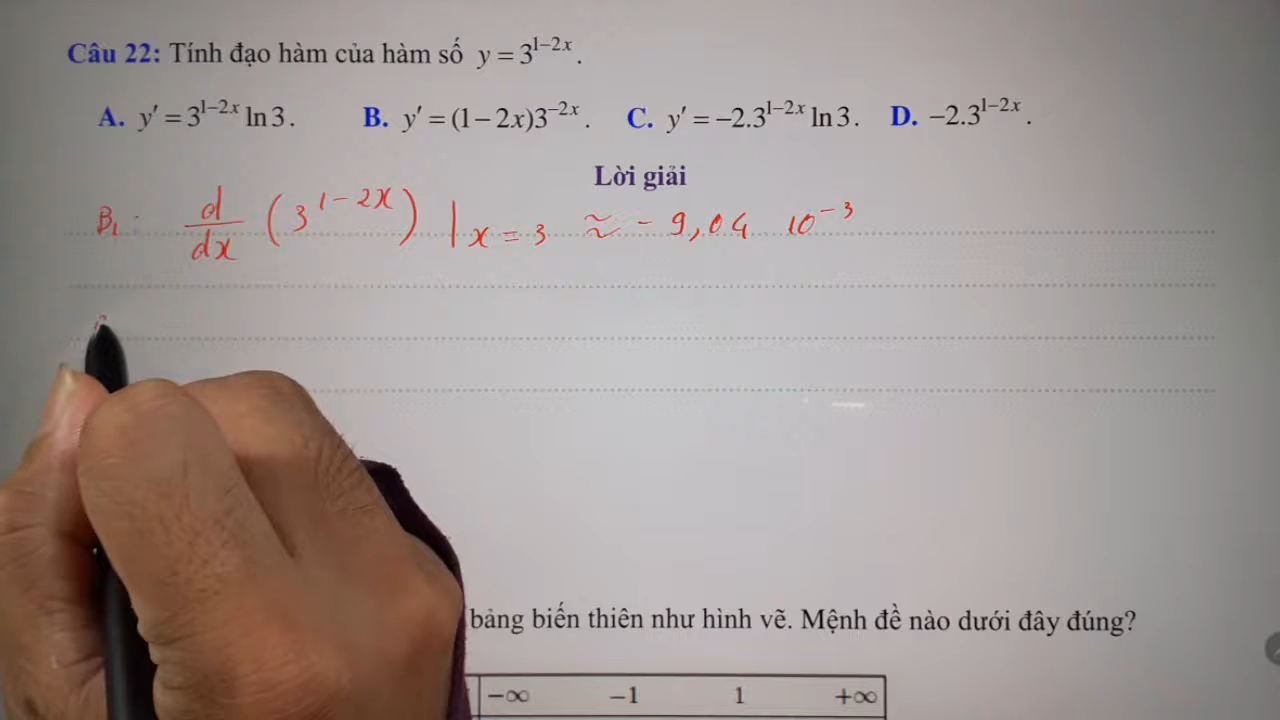 Câu 22: Tính đạo hàm của hàm số y = 3^{1−2x}.
A. y′ = 3^{1−2x} ln 3. B. y′ = (1−2x)3^{−2x}. C. y′ = −2.3^{1−2x} ln 3. D. −2.3^{1−2x}.
Lời giải
B₁: d/dx (3^{1−2x}) |x=3 ≈ −9,04 10^{−3}
bảng biến thiên như hình vẽ. Mệnh đề nào dưới đây đúng?
−∞ −1 1 +∞